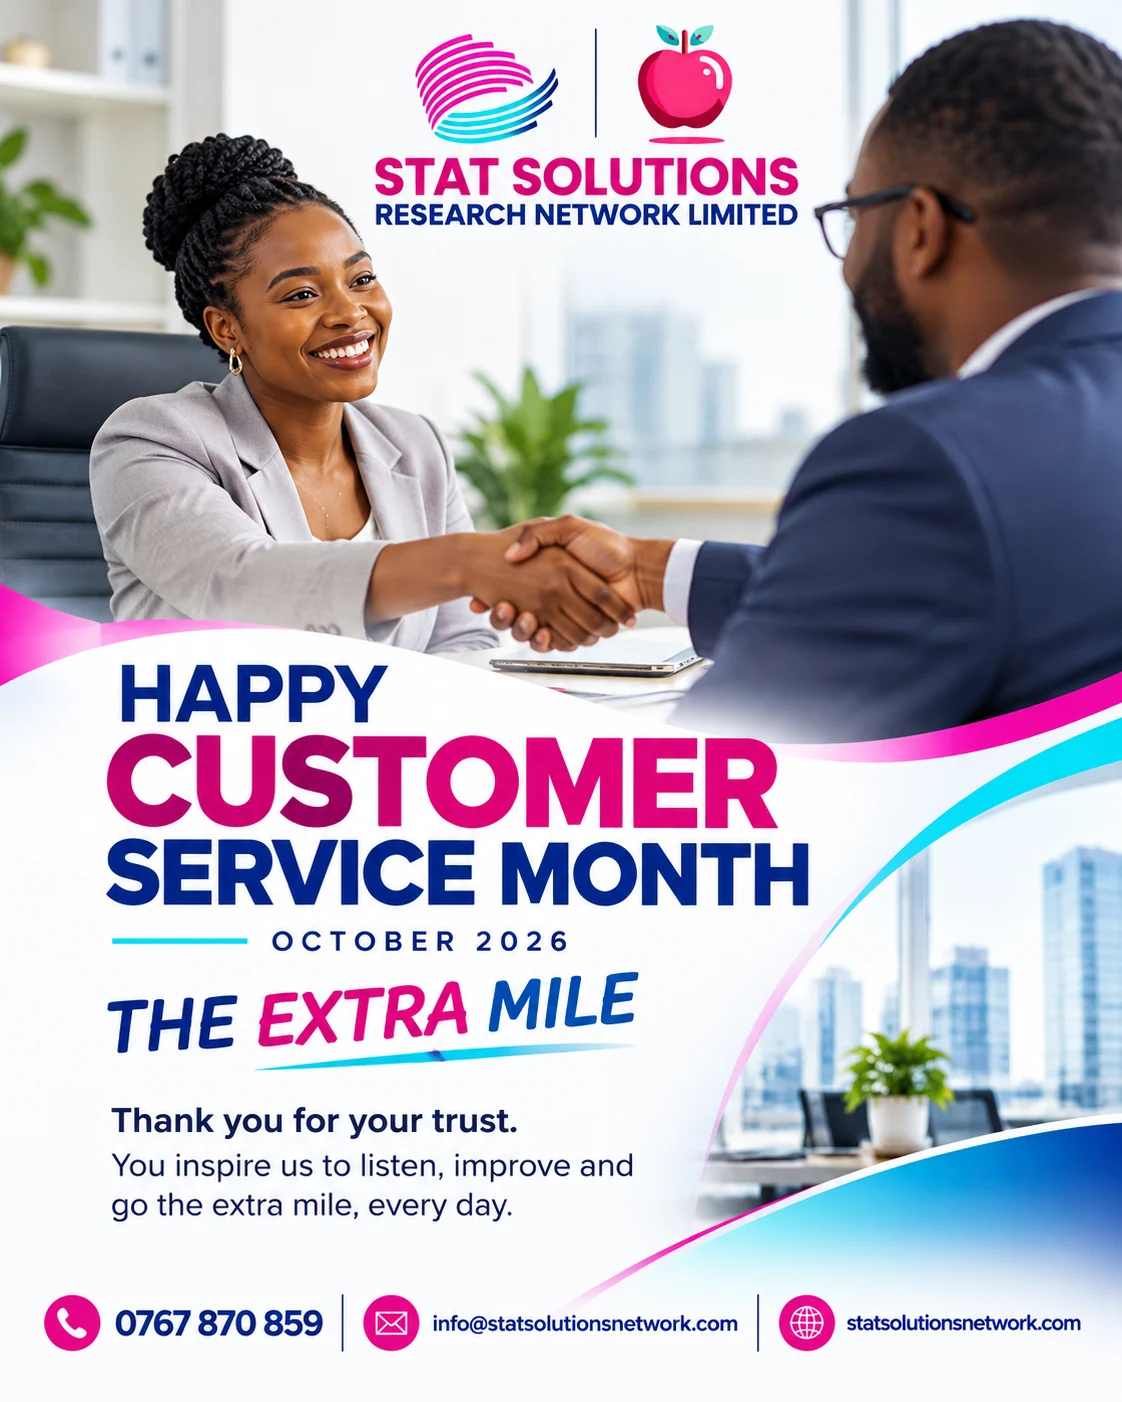 STAT SOLUTIONS
RESEARCH NETWORK LIMITED
HAPPY
CUSTOMER
SERVICE MONTH
OCTOBER 2026
THE EXTRA MILE
Thank you for your trust.
You inspire us to listen, improve and
go the extra mile, every day.
0767 870 859
info@statsolutionsnetwork.com
statsolutionsnetwork.com